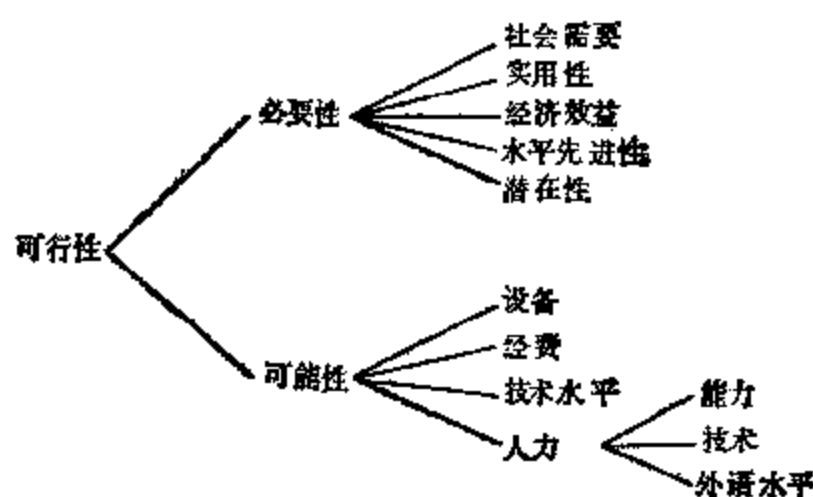 社会需要
实用性
必要性
经济效益
水平先进性
潜在性
可行性
设备
经费
可能性
技术水平
能力
人力
技术
外语水平